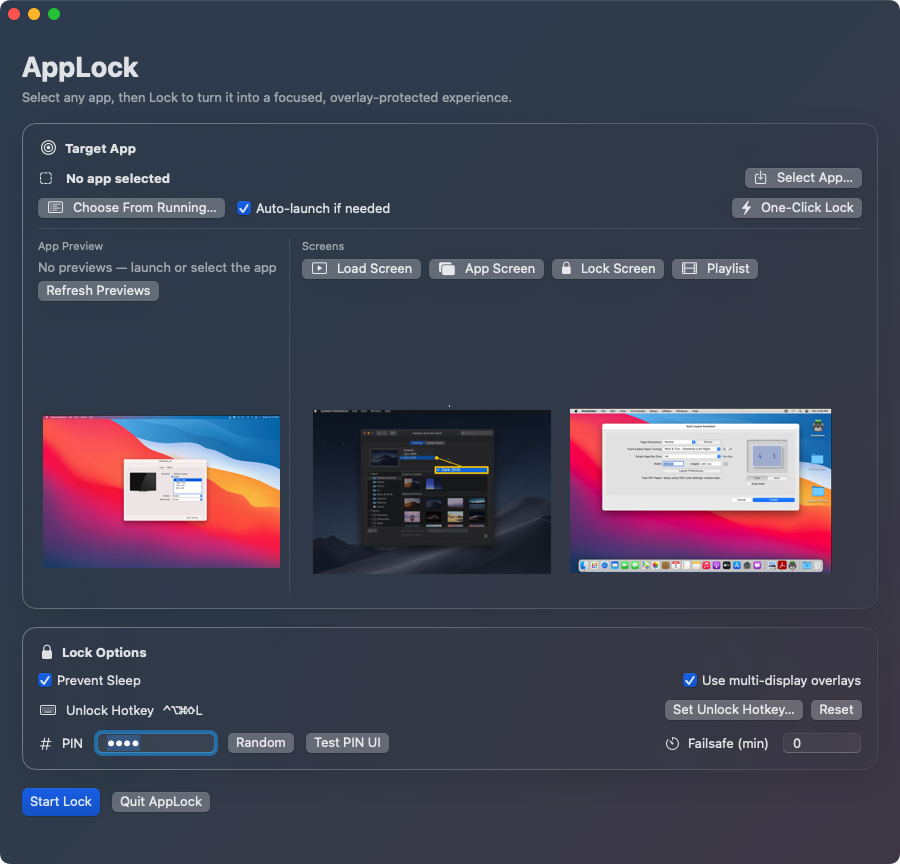 AppLock
Select any app, then Lock to turn it into a focused, overlay-protected experience.
Target App
No app selected
Select App...
Choose From Running...
Auto-launch if needed
One-Click Lock
App Preview
No previews — launch or select the app
Refresh Previews
Screens
Load Screen
App Screen
Lock Screen
Playlist
Lock Options
Prevent Sleep
Use multi-display overlays
Unlock Hotkey ^⌥⌘⇧L
Set Unlock Hotkey...
Reset
# PIN
••••
Random
Test PIN UI
Failsafe (min)
0
Start Lock
Quit AppLock